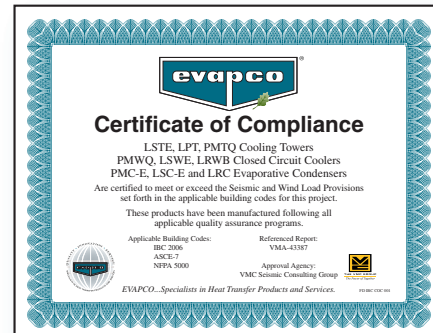 evapco
®
Certificate of Compliance
LSTE, LPT, PMTQ Cooling Towers
PMWQ, LSWE, LRWB Closed Circuit Coolers
PMC-E, LSC-E and LRC Evaporative Condensers
Are certified to meet or exceed the Seismic and Wind Load Provisions
set forth in the applicable building codes for this project.
These products have been manufactured following all
applicable quality assurance programs.
Applicable Building Codes:
IBC 2006
ASCE-7
NFPA 5000
Referenced Report:
VMA-43387
Approval Agency:
VMC Seismic Consulting Group
EVAPCO...Specialists in Heat Transfer Products and Services.